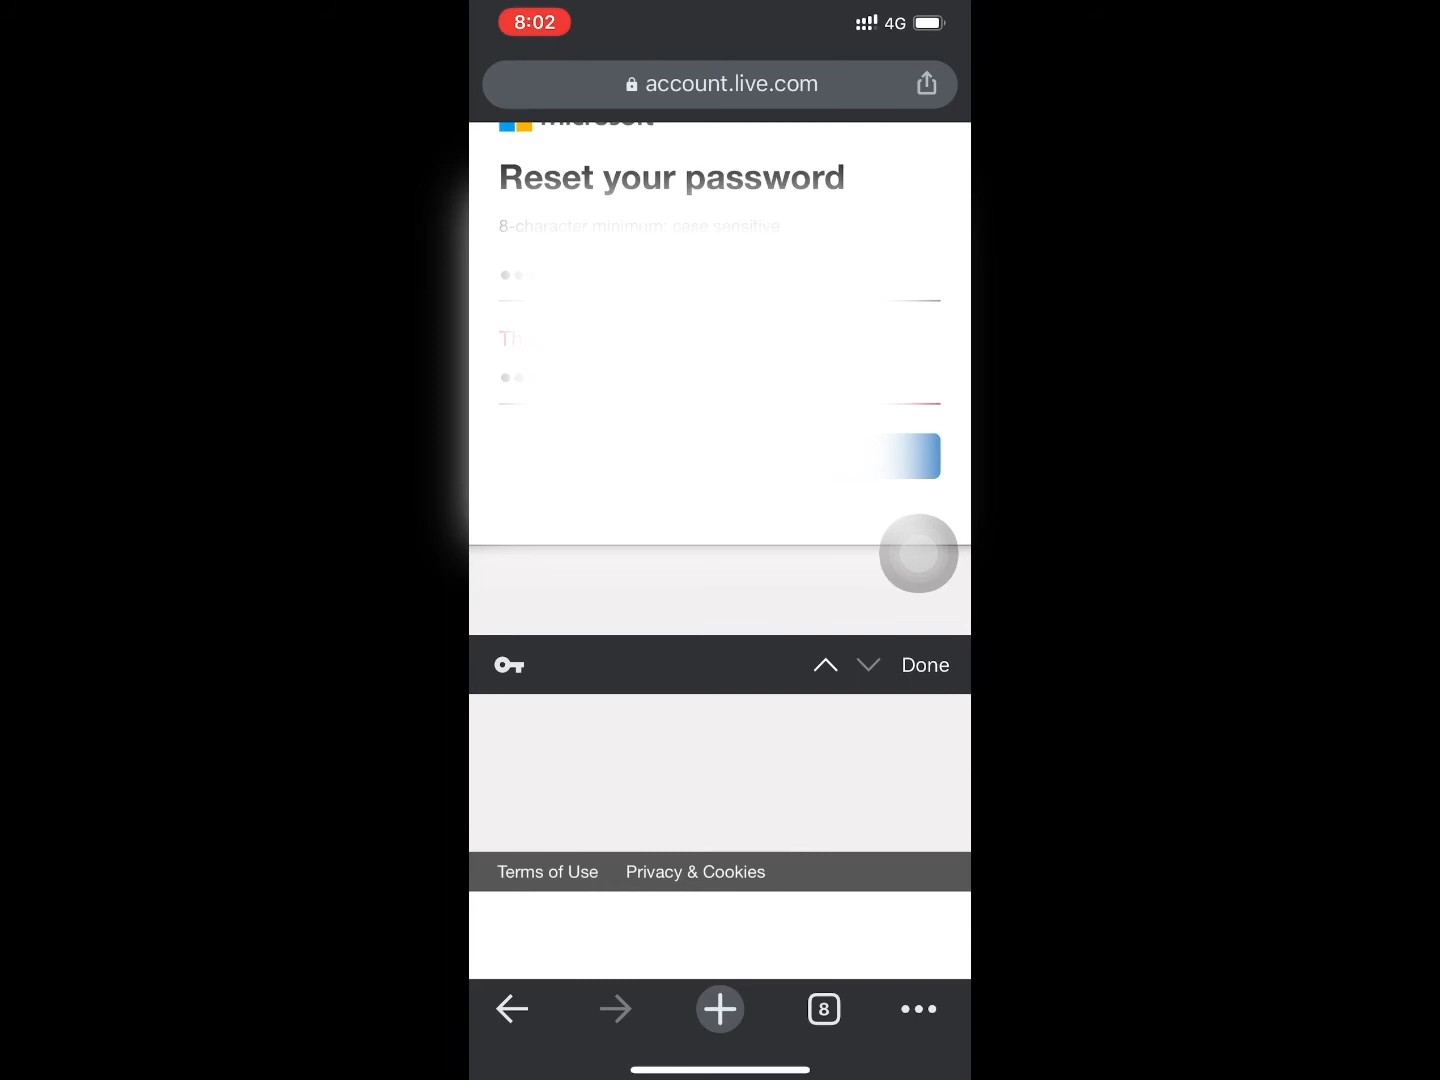 8:02
4G
account.live.com
Microsoft
Reset your password
8-character minimum; case sensitive
Done
Terms of Use Privacy & Cookies
8